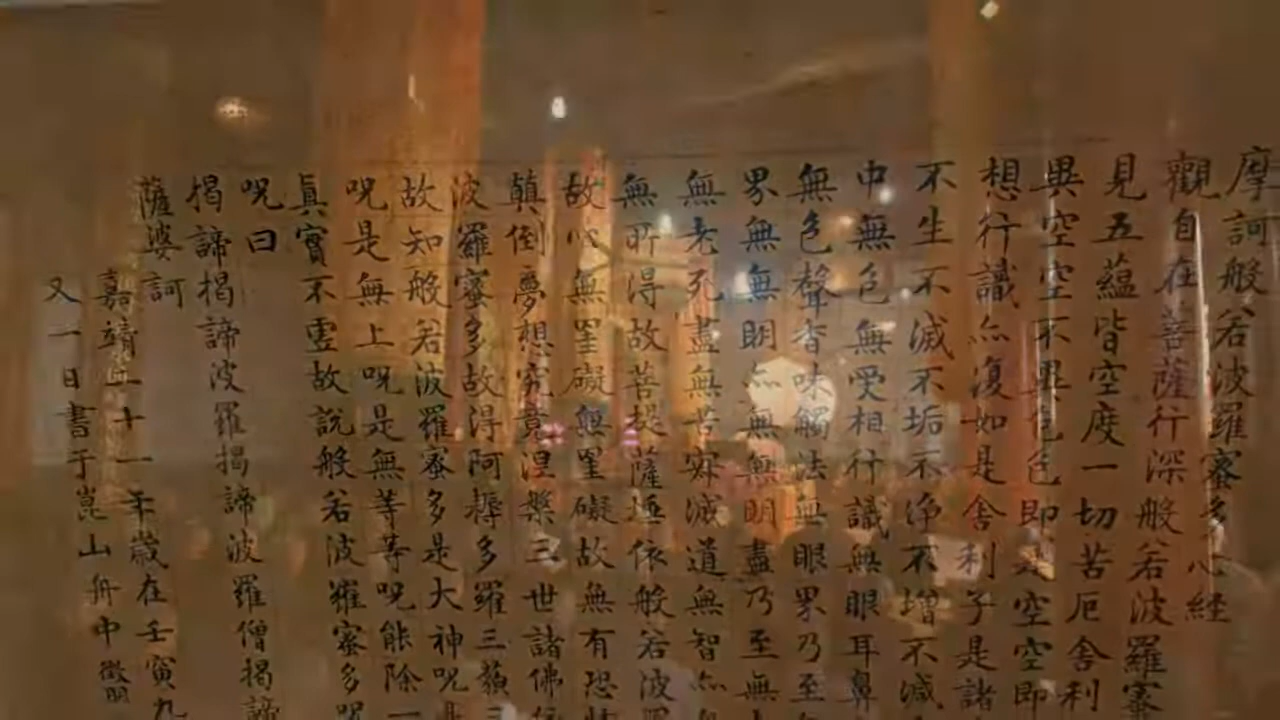 摩訶般若波羅蜜多心経
觀自在菩薩行深般若波羅蜜
見五蘊皆空度一切苦厄舍利
異空空不異色色即是空空即
想行識亦復如是舍利子是諸
不生不滅不垢不淨不增不滅
中無色無受相行識無眼耳鼻
無色聲香味觸法無眼界乃至
界無無明亦無無明盡乃至無
無老死盡無苦寂滅道無智亦
無所得故菩提薩埵依般若波
故心無罣礙無罣礙故無有恐
顛倒夢想究竟涅槃三世諸佛
波羅蜜多故得阿耨多羅三藐
故知般若波羅蜜多是大神呪
呪是無上呪是無等等呪能除一
真實不虛故說般若波羅蜜多
呪曰
揭諦揭諦波羅揭諦波羅僧揭諦
薩婆訶
嘉靖二十一年歲在壬寅九
又一日書于崑山舟中徵明